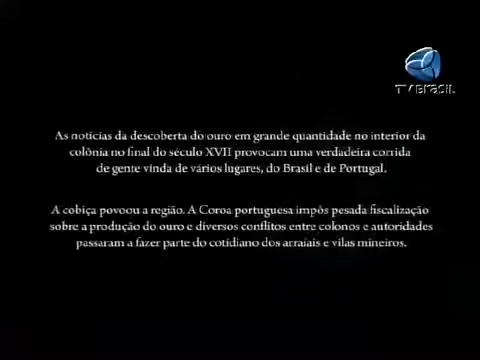 TVBrasil
As notícias da descoberta do ouro em grande quantidade no interior da
colônia no final do século XVII provocam uma verdadeira corrida
de gente vinda de vários lugares, do Brasil e de Portugal.
A cobiça povoou a região. A Coroa portuguesa impôs pesada fiscalização
sobre a produção do ouro e diversos conflitos entre colonos e autoridades
passaram a fazer parte do cotidiano dos arraiais e vilas mineiros.